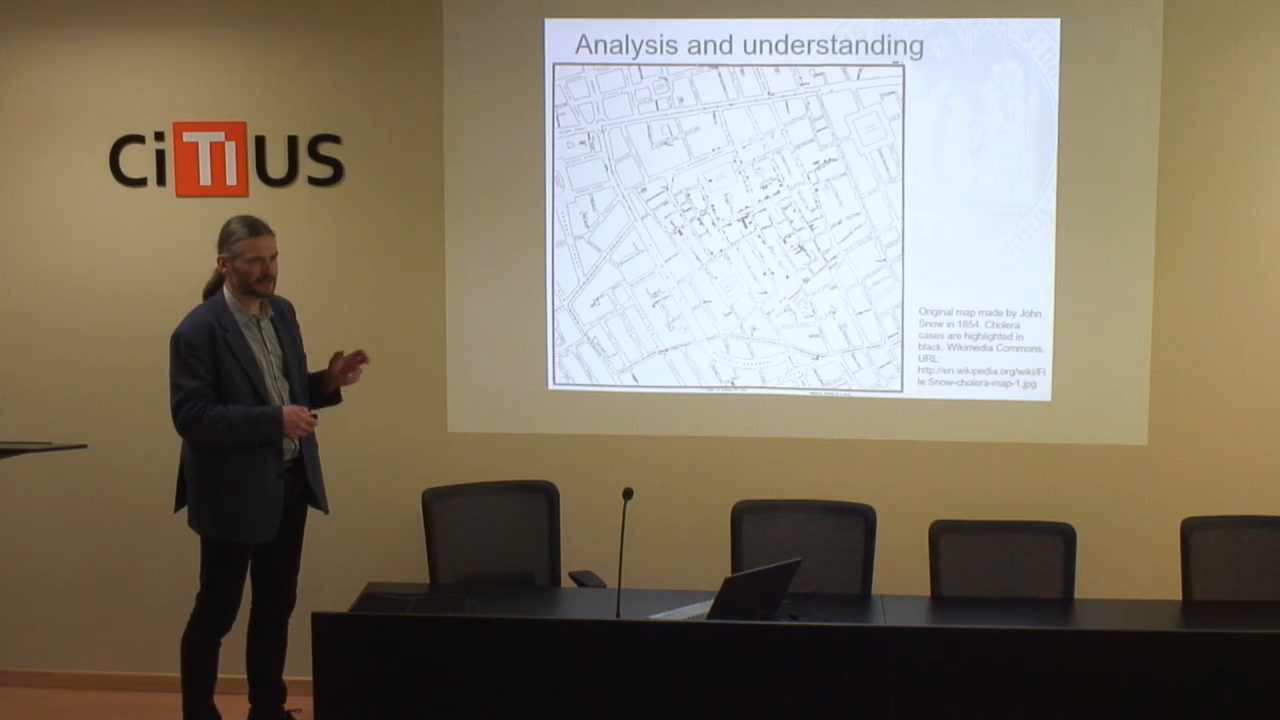 CiTIUS
Analysis and understanding
Original map made by John
Snow in 1854. Cholera
cases are highlighted in
black. Wikimedia Commons.
URL:
http://en.wikipedia.org/wiki/Fi
le:Snow-cholera-map-1.jpg